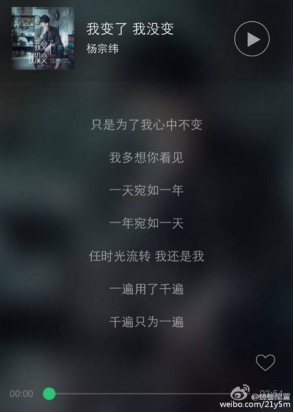 我变了 我没变
杨宗纬
只是为了我心中不变
我多想你看见
一天宛如一年
一年宛如一天
任时光流转 我还是我
一遍用了千遍
千遍只为一遍
00:00
weibo.com/21y5m